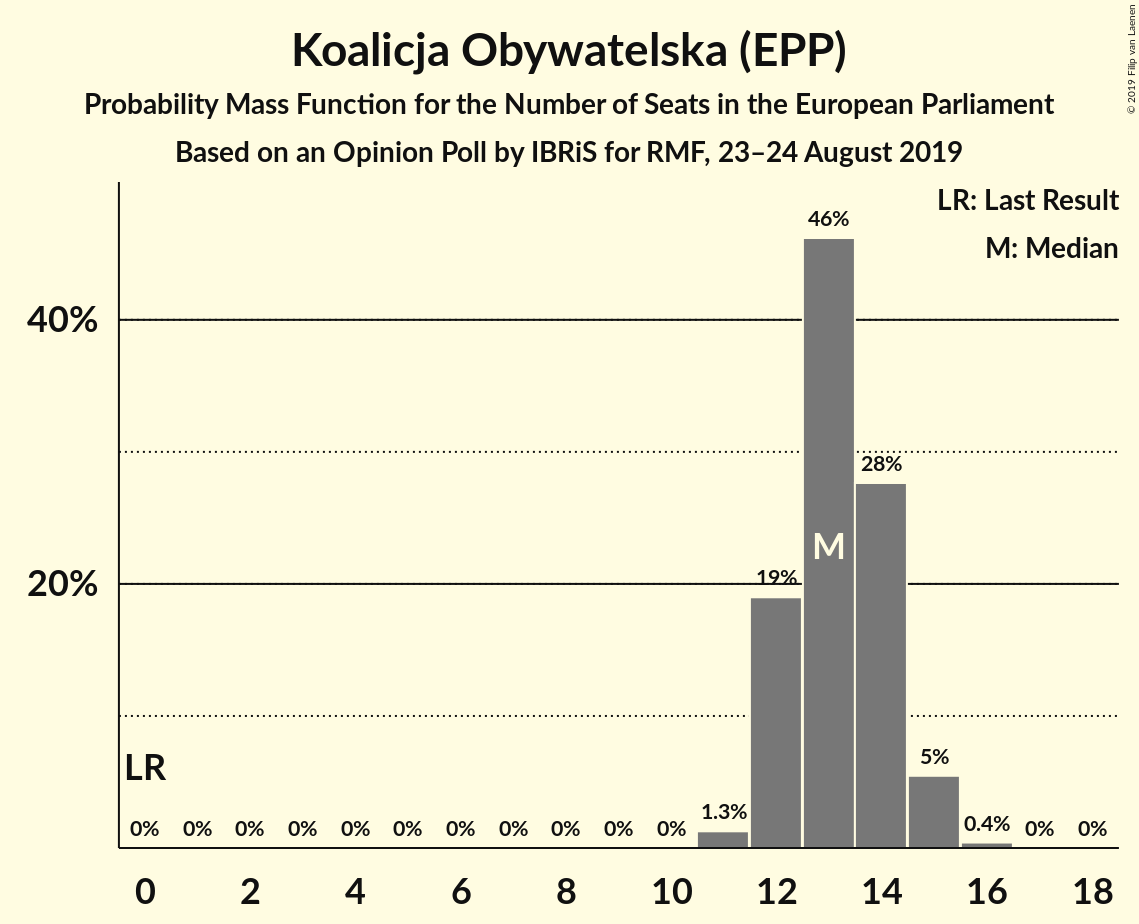 Koalicja Obywatelska (EPP)
Probability Mass Function for the Number of Seats in the European Parliament
Based on an Opinion Poll by IBRiS for RMF, 23–24 August 2019
© 2019 Filip van Laenen
LR: Last Result
M: Median
46%
40%
28%
M
20%
19%
LR
5%
1.3%
0.4%
0% 0% 0% 0% 0% 0% 0% 0% 0% 0% 0% 0% 0%
0 2 4 6 8 10 12 14 16 18